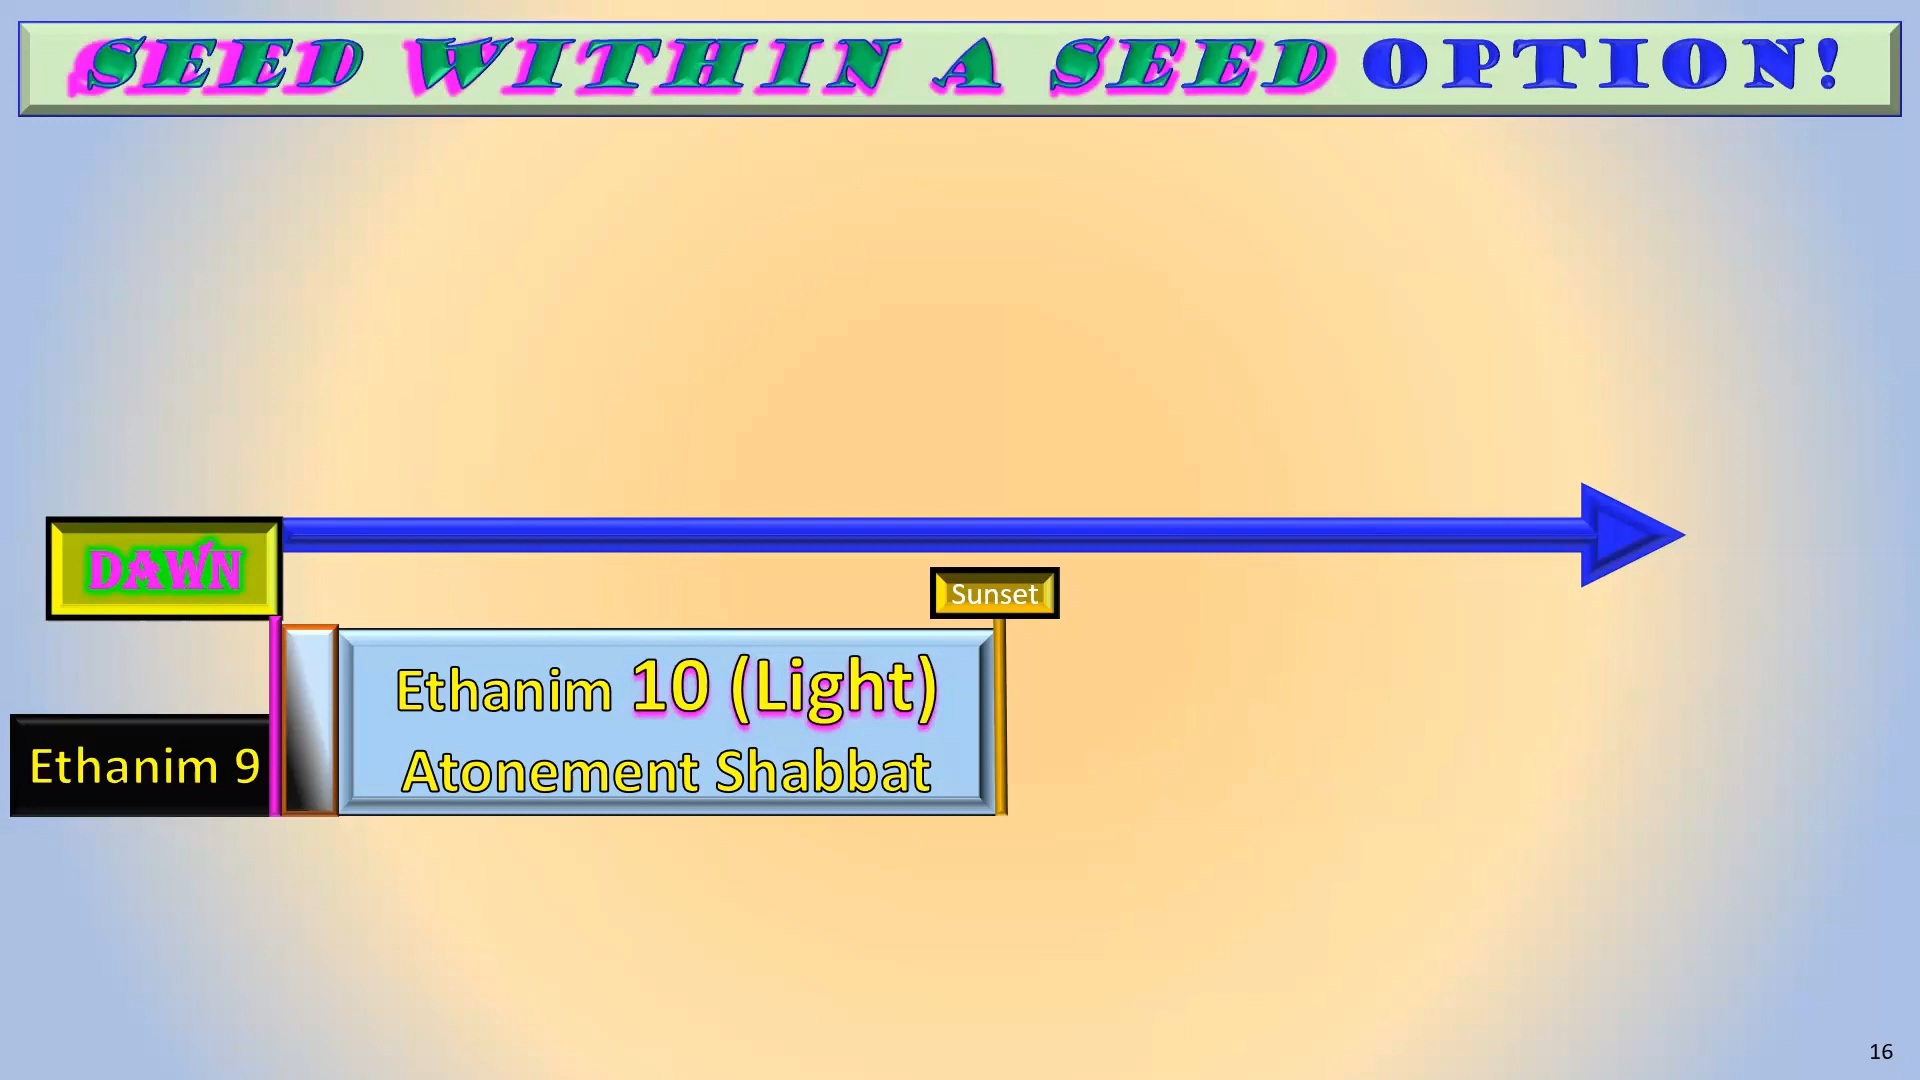 SEED WITHIN A SEED OPTION!
DAWN
Sunset
Ethanim 10 (Light)
Atonement Shabbat
Ethanim 9
16